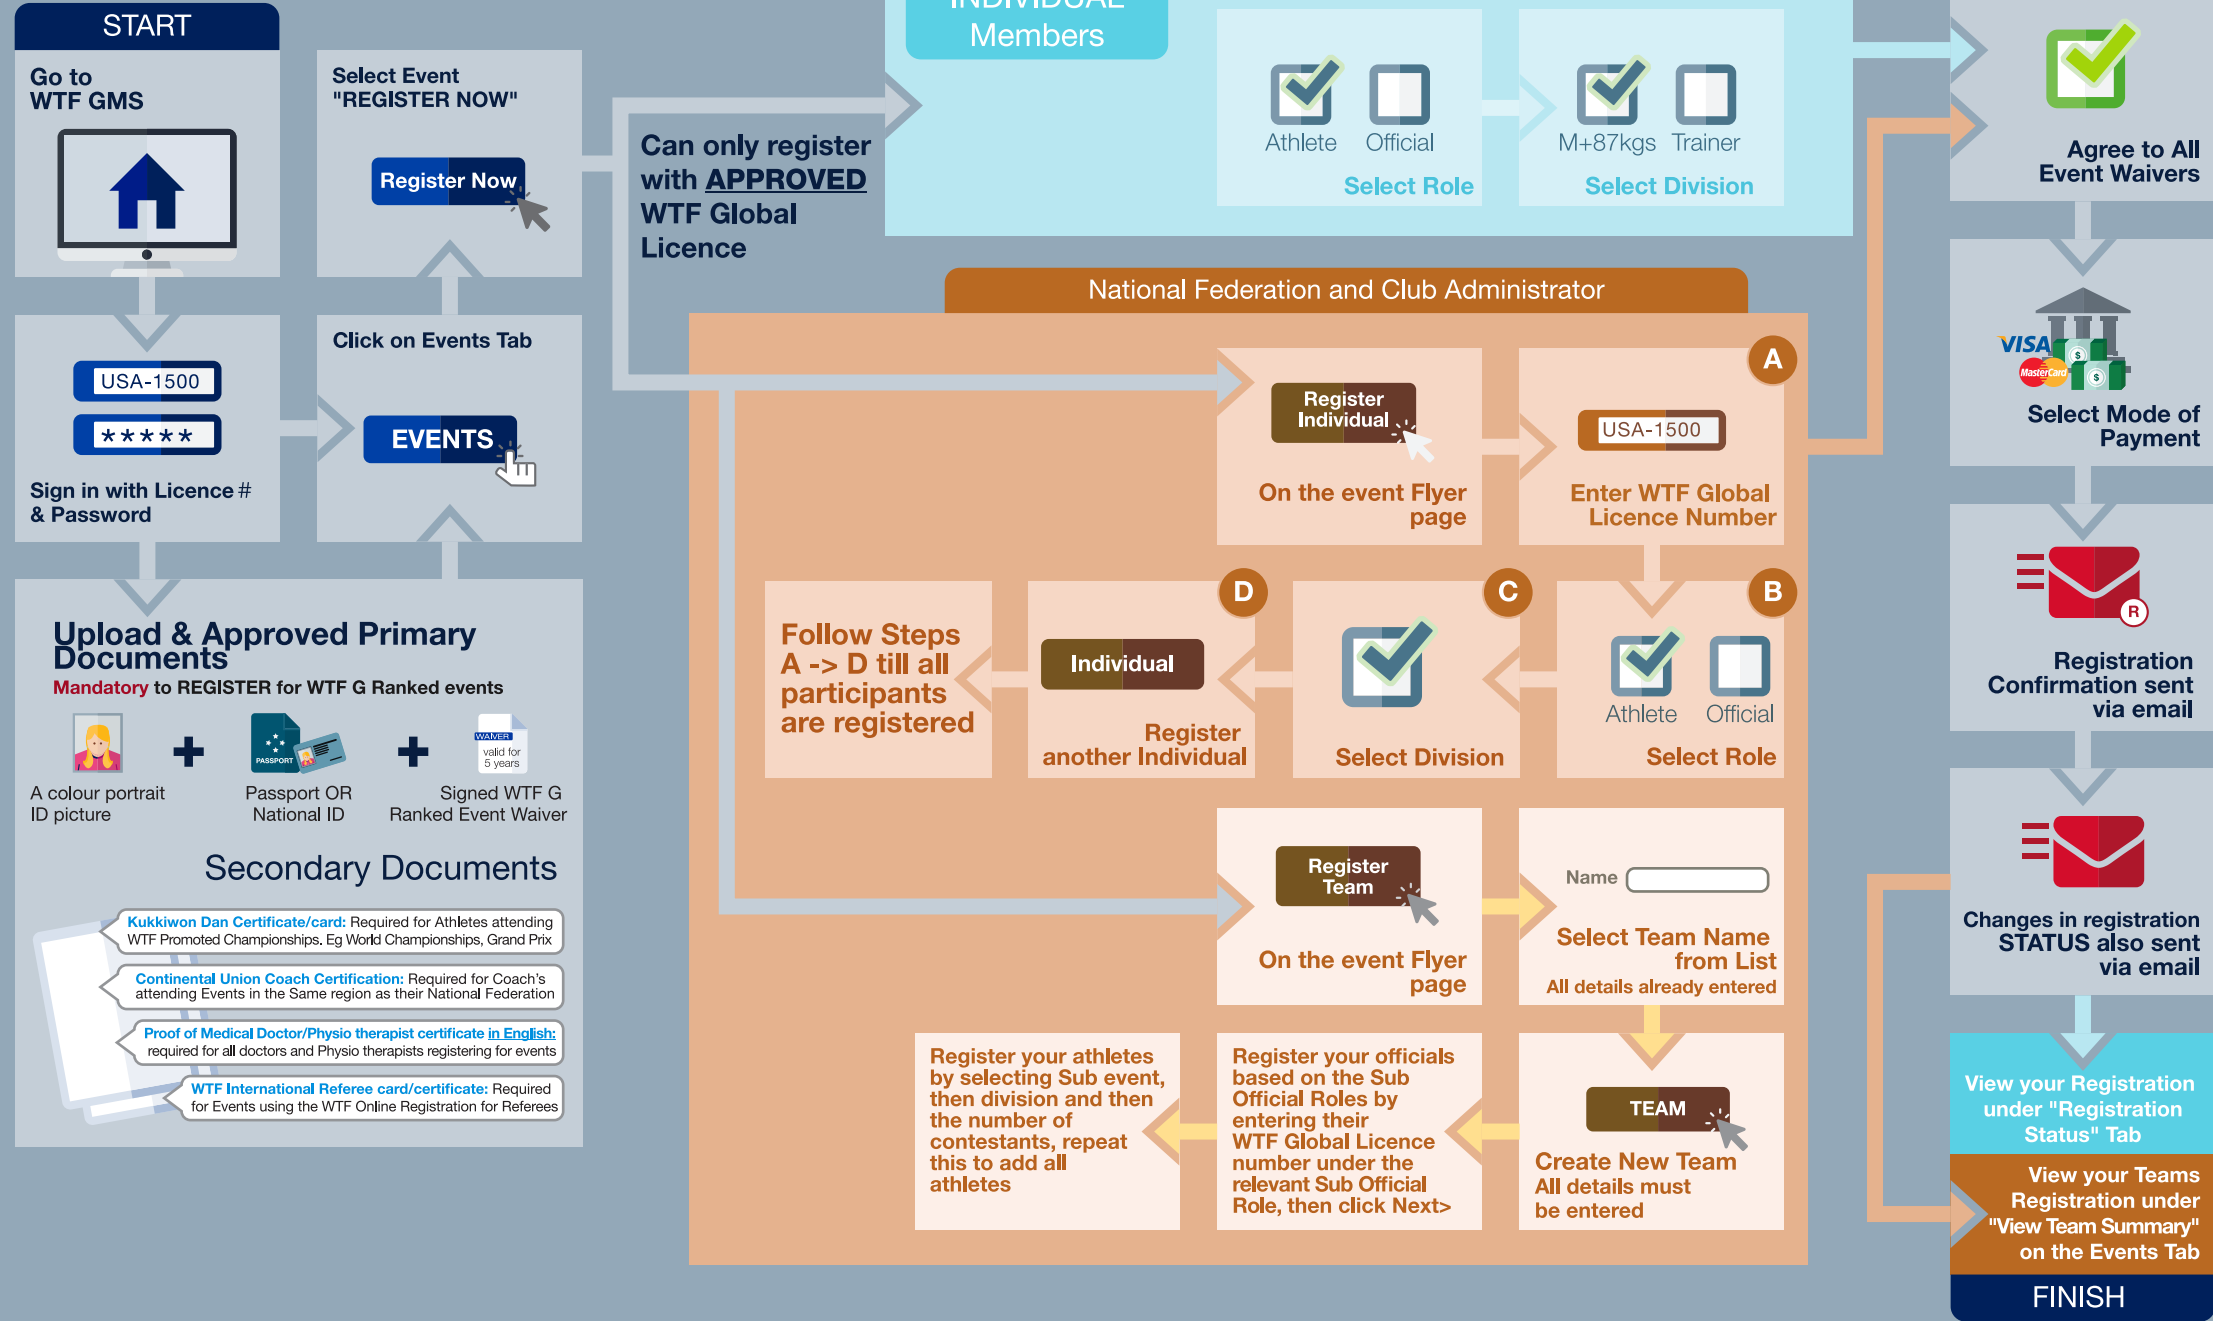 START
Go to
WTF GMS
USA-1500
*****
Sign in with Licence #
& Password
Upload & Approved Primary
Documents
Mandatory to REGISTER for WTF G Ranked events
PASSPORT
WAIVER
valid for
5 years
A colour portrait
ID picture
Passport OR
National ID
Signed WTF G
Ranked Event Waiver
Secondary Documents
Kukkiwon Dan Certificate/card: Required for Athletes attending
WTF Promoted Championships. Eg World Championships, Grand Prix
Continental Union Coach Certification: Required for Coach's
attending Events in the Same region as their National Federation
Proof of Medical Doctor/Physio therapist certificate in English:
required for all doctors and Physio therapists registering for events
WTF International Referee card/certificate: Required
for Events using the WTF Online Registration for Referees
Click on Events Tab
EVENTS
Select Event
"REGISTER NOW"
Register Now
Can only register
with APPROVED
WTF Global
Licence
INDIVIDUAL
Members
Athlete
Official
Select Role
M+87kgs
Trainer
Select Division
National Federation and Club Administrator
Register
Individual
On the event Flyer
page
A
USA-1500
Enter WTF Global
Licence Number
B
Athlete
Official
Select Role
C
Select Division
D
Individual
Register
another Individual
Follow Steps
A -> D till all
participants
are registered
Register
Team
On the event Flyer
page
Name
Select Team Name
from List
All details already entered
TEAM
Create New Team
All details must
be entered
Register your officials
based on the Sub
Official Roles by
entering their
WTF Global Licence
number under the
relevant Sub Official
Role, then click Next>
Register your athletes
by selecting Sub event,
then division and then
the number of
contestants, repeat
this to add all
athletes
Agree to All
Event Waivers
VISA
MasterCard
$
$
Select Mode of
Payment
R
Registration
Confirmation sent
via email
Changes in registration
STATUS also sent
via email
View your Registration
under "Registration
Status" Tab
View your Teams
Registration under
"View Team Summary"
on the Events Tab
FINISH